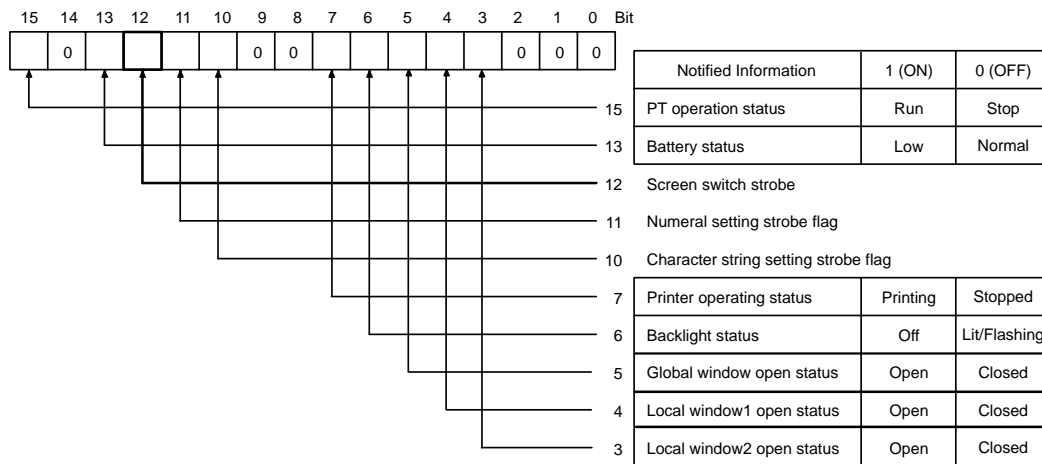 15 14 13 12 11 10 9 8 7 6 5 4 3 2 1 0 Bit
0 0 0 0 0 0
Notified Information 1 (ON) 0 (OFF)
15 PT operation status Run Stop
13 Battery status Low Normal
12 Screen switch strobe
11 Numeral setting strobe flag
10 Character string setting strobe flag
7 Printer operating status Printing Stopped
6 Backlight status Off Lit/Flashing
5 Global window open status Open Closed
4 Local window1 open status Open Closed
3 Local window2 open status Open Closed